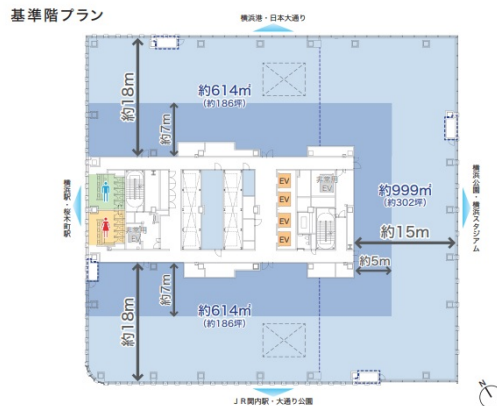 基準階プラン
横浜港・日本大通り
約18m
約614㎡
(約186坪)
約7m
横浜駅・桜木町駅
EV
EV
EV
EV
非常用
EV
非常用
EV
約999㎡
(約302坪)
横浜公園・横浜スタジアム
約15m
約5m
約7m
約18m
約614㎡
(約186坪)
JR関内駅・大通り公園
N